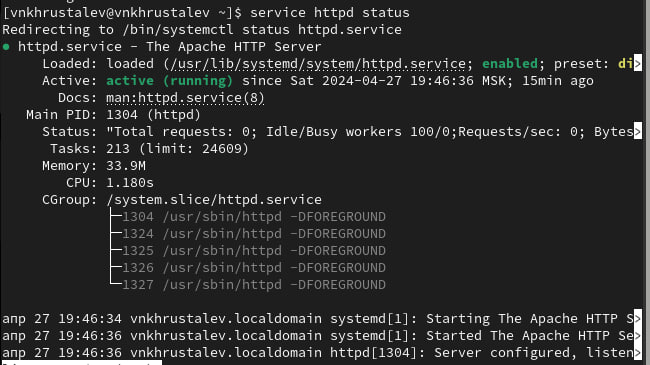 [vnkhrustalev@vnkhrustalev ~]$ service httpd status
Redirecting to /bin/systemctl status httpd.service
● httpd.service - The Apache HTTP Server
Loaded: loaded (/usr/lib/systemd/system/httpd.service; enabled; preset: di>
Active: active (running) since Sat 2024-04-27 19:46:36 MSK; 15min ago
Docs: man:httpd.service(8)
Main PID: 1304 (httpd)
Status: "Total requests: 0; Idle/Busy workers 100/0;Requests/sec: 0; Bytes>
Tasks: 213 (limit: 24609)
Memory: 33.9M
CPU: 1.180s
CGroup: /system.slice/httpd.service
├─1304 /usr/sbin/httpd -DFOREGROUND
├─1324 /usr/sbin/httpd -DFOREGROUND
├─1325 /usr/sbin/httpd -DFOREGROUND
├─1326 /usr/sbin/httpd -DFOREGROUND
└─1327 /usr/sbin/httpd -DFOREGROUND
апр 27 19:46:34 vnkhrustalev.localdomain systemd[1]: Starting The Apache HTTP S>
апр 27 19:46:36 vnkhrustalev.localdomain systemd[1]: Started The Apache HTTP Se>
апр 27 19:46:36 vnkhrustalev.localdomain httpd[1304]: Server configured, listen>